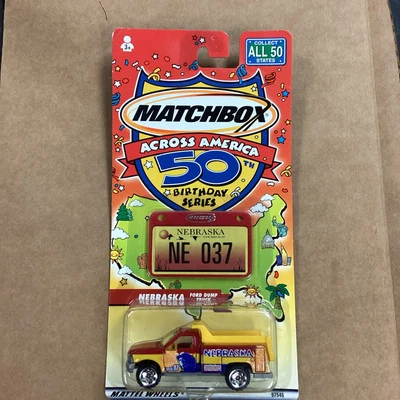 3+
COLLECT
ALL 50
STATES
MATCHBOX
ACROSS AMERICA
50TH
BIRTHDAY
SERIES
NEBRASKA
NE 037
NEBRASKA
FORD DUMP
TRUCK
NEBRASKA
MATTEL WHEELS